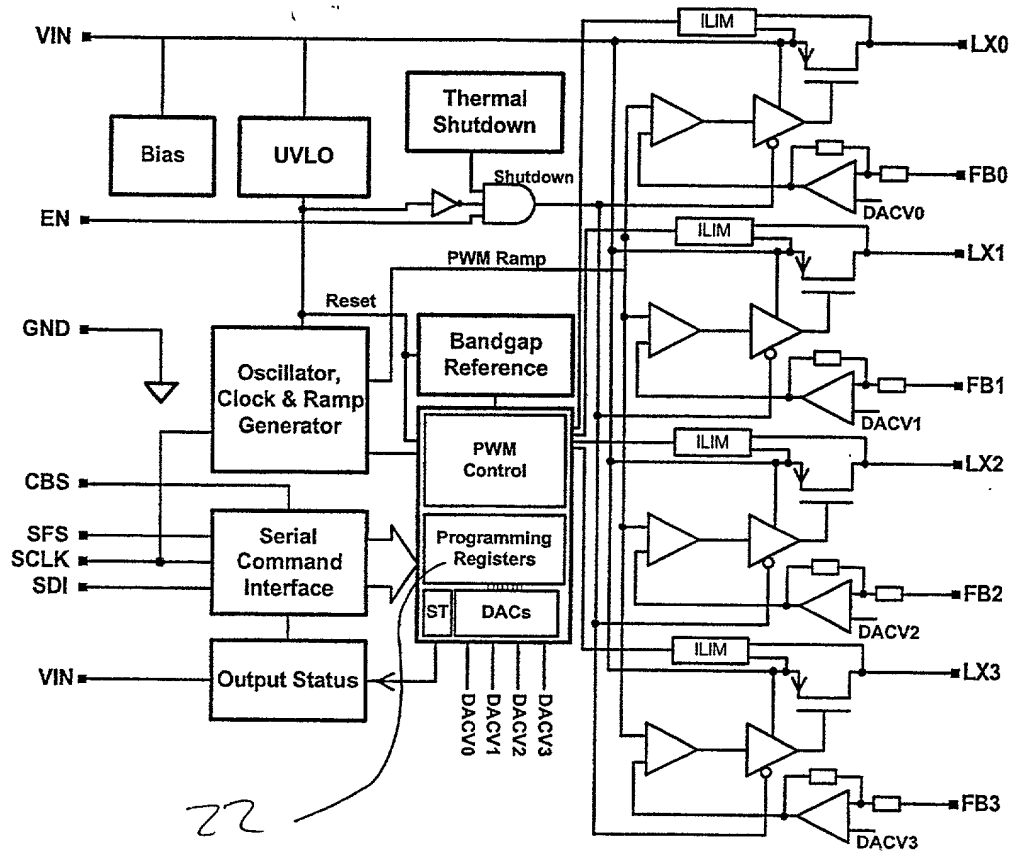 VIN
ILIM
LX0
Thermal
Shutdown
Bias
UVLO
Shutdown
FB0
EN
DACV0
ILIM
LX1
PWM Ramp
Reset
GND
Bandgap
Reference
Oscillator,
Clock & Ramp
Generator
FB1
DACV1
PWM
Control
ILIM
LX2
CBS
SFS
SCLK
SDI
Serial
Command
Interface
Programming
Registers
FB2
ST
DACs
DACV2
ILIM
LX3
VIN
Output Status
DACV0
DACV1
DACV2
DACV3
22
FB3
DACV3